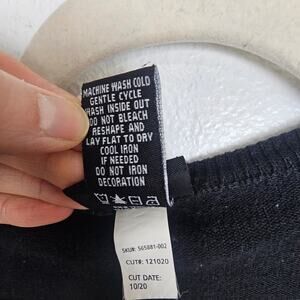 MACHINE WASH COLD
GENTLE CYCLE
WASH INSIDE OUT
DO NOT BLEACH
RESHAPE AND
LAY FLAT TO DRY
COOL IRON
IF NEEDED
DO NOT IRON
DECORATION
SKU#: 565881-002
CUT#: 121020
CUT DATE:
10/20